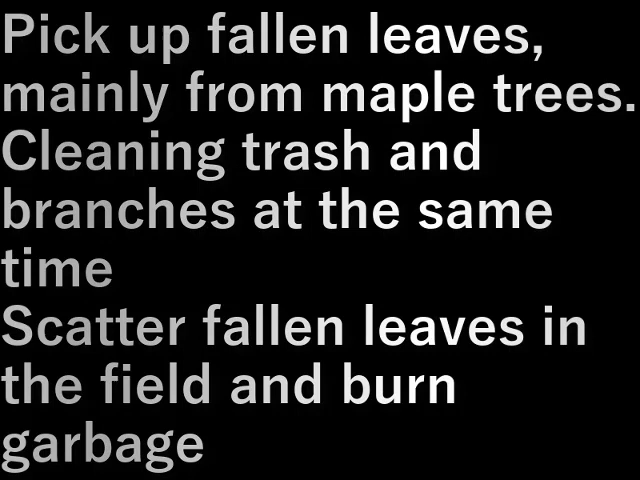 Pick up fallen leaves,
mainly from maple trees.
Cleaning trash and
branches at the same
time
Scatter fallen leaves in
the field and burn
garbage